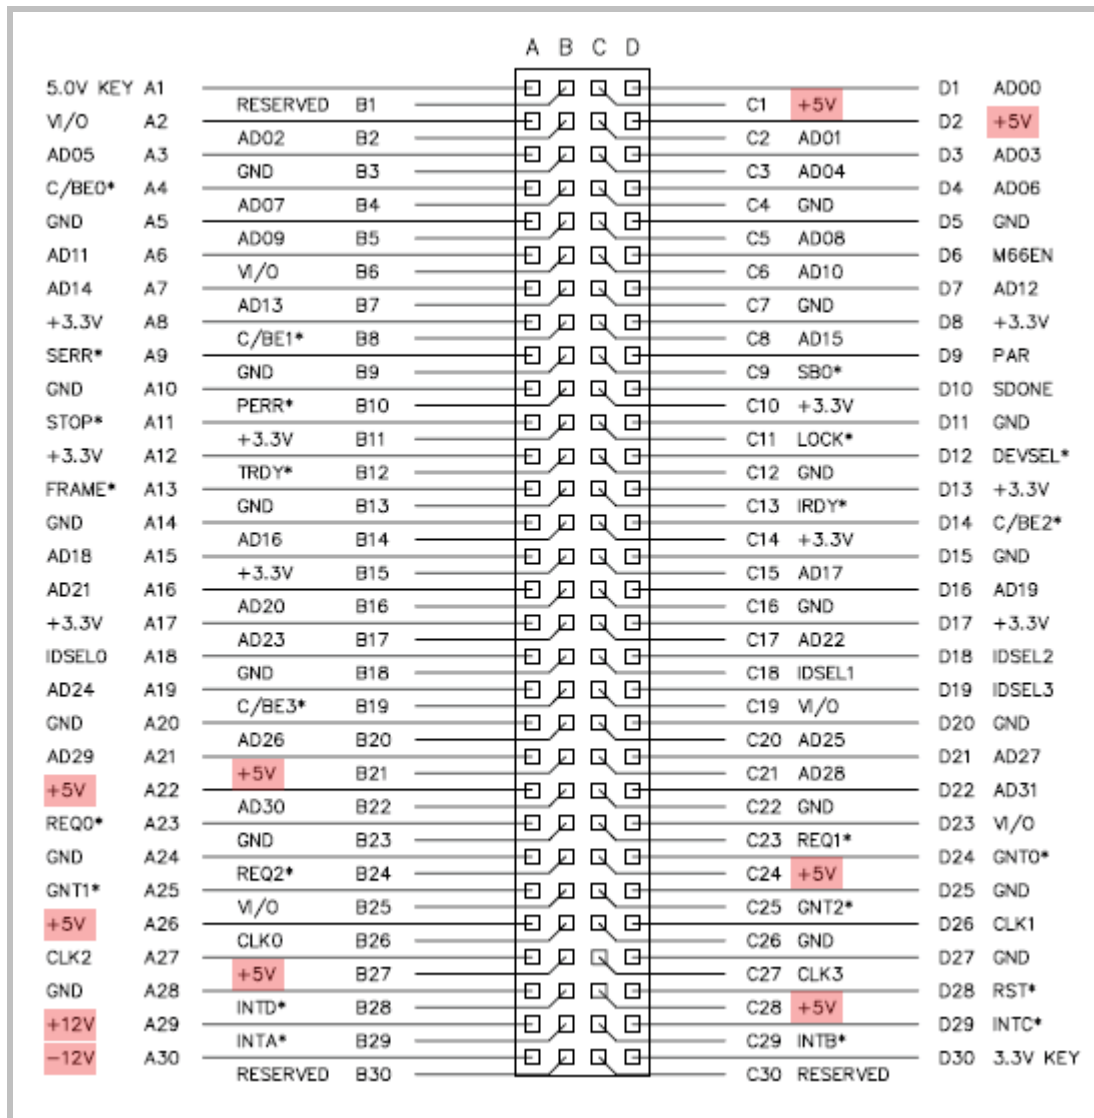 A B C D
5.0V KEY A1 D1 AD00
RESERVED B1 C1 +5V
VI/O A2 D2 +5V
AD02 B2 C2 AD01
AD05 A3 D3 AD03
GND B3 C3 AD04
C/BE0* A4 D4 AD06
AD07 B4 C4 GND
GND A5 D5 GND
AD09 B5 C5 AD08
AD11 A6 D6 M66EN
VI/O B6 C6 AD10
AD14 A7 D7 AD12
AD13 B7 C7 GND
+3.3V A8 D8 +3.3V
C/BE1* B8 C8 AD15
SERR* A9 D9 PAR
GND B9 C9 SB0*
GND A10 D10 SDONE
PERR* B10 C10 +3.3V
STOP* A11 D11 GND
+3.3V B11 C11 LOCK*
+3.3V A12 D12 DEVSEL*
TRDY* B12 C12 GND
FRAME* A13 D13 +3.3V
GND B13 C13 IRDY*
GND A14 D14 C/BE2*
AD16 B14 C14 +3.3V
AD18 A15 D15 GND
+3.3V B15 C15 AD17
AD21 A16 D16 AD19
AD20 B16 C16 GND
+3.3V A17 D17 +3.3V
AD23 B17 C17 AD22
IDSEL0 A18 D18 IDSEL2
GND B18 C18 IDSEL1
AD24 A19 D19 IDSEL3
C/BE3* B19 C19 VI/O
GND A20 D20 GND
AD26 B20 C20 AD25
AD29 A21 D21 AD27
+5V B21 C21 AD28
+5V A22 D22 AD31
AD30 B22 C22 GND
REQ0* A23 D23 VI/O
GND B23 C23 REQ1*
GND A24 D24 GNT0*
REQ2* B24 C24 +5V
GNT1* A25 D25 GND
VI/O B25 C25 GNT2*
+5V A26 D26 CLK1
CLK0 B26 C26 GND
CLK2 A27 D27 GND
+5V B27 C27 CLK3
GND A28 D28 RST*
INTD* B28 C28 +5V
+12V A29 D29 INTC*
INTA* B29 C29 INTB*
-12V A30 D30 3.3V KEY
RESERVED B30 C30 RESERVED